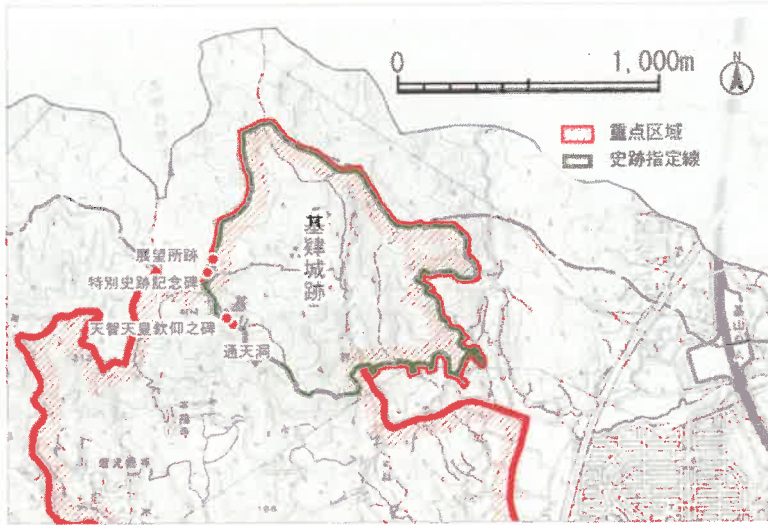 0 1,000m
N
重点区域
史跡指定線
基肄城跡
展望所跡
特別史跡記念碑
天智天皇欽仰之碑
通天洞
基山